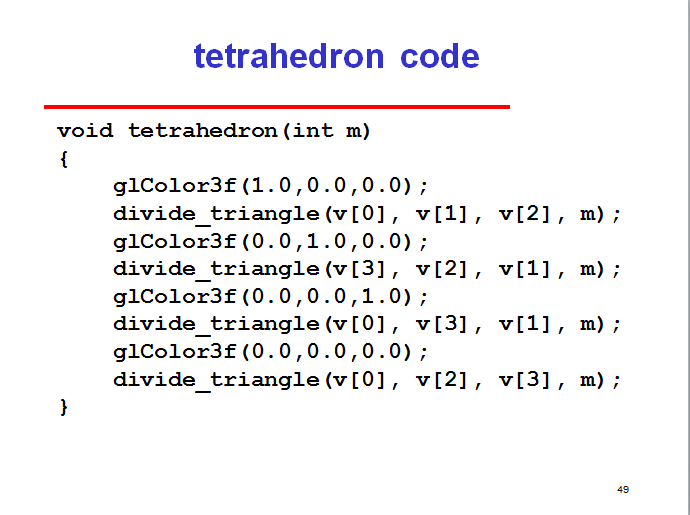 tetrahedron code
void tetrahedron(int m)
{
    glColor3f(1.0,0.0,0.0);
    divide_triangle(v[0], v[1], v[2], m);
    glColor3f(0.0,1.0,0.0);
    divide_triangle(v[3], v[2], v[1], m);
    glColor3f(0.0,0.0,1.0);
    divide_triangle(v[0], v[3], v[1], m);
    glColor3f(0.0,0.0,0.0);
    divide_triangle(v[0], v[2], v[3], m);
}
49